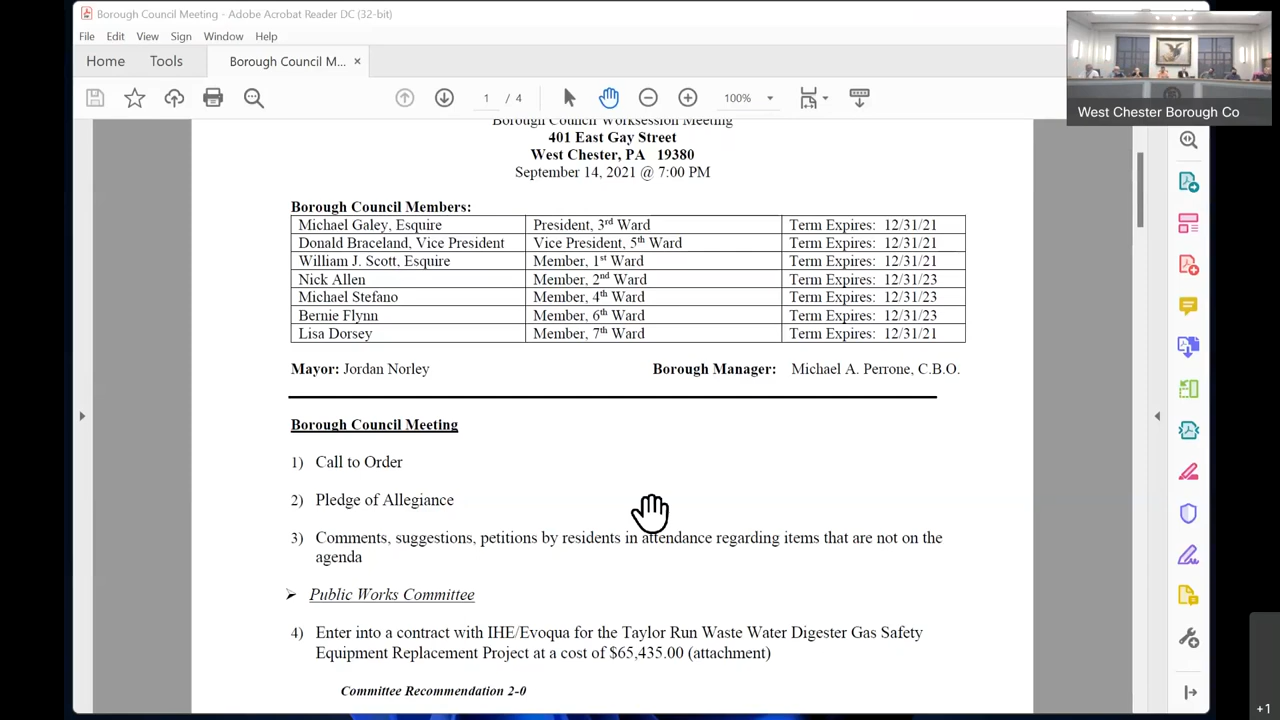 Borough Council Meeting - Adobe Acrobat Reader DC (32-bit)
File Edit View Sign Window Help
Home Tools Borough Council M... ×
1 / 4 100%
West Chester Borough Co
Borough Council Worksession Meeting
401 East Gay Street
West Chester, PA 19380
September 14, 2021 @ 7:00 PM
Borough Council Members:
Michael Galey, Esquire President, 3rd Ward Term Expires: 12/31/21
Donald Braceland, Vice President Vice President, 5th Ward Term Expires: 12/31/21
William J. Scott, Esquire Member, 1st Ward Term Expires: 12/31/21
Nick Allen Member, 2nd Ward Term Expires: 12/31/23
Michael Stefano Member, 4th Ward Term Expires: 12/31/23
Bernie Flynn Member, 6th Ward Term Expires: 12/31/23
Lisa Dorsey Member, 7th Ward Term Expires: 12/31/21
Mayor: Jordan Norley Borough Manager: Michael A. Perrone, C.B.O.
Borough Council Meeting
1) Call to Order
2) Pledge of Allegiance
3) Comments, suggestions, petitions by residents in attendance regarding items that are not on the
agenda
➢ Public Works Committee
4) Enter into a contract with IHE/Evoqua for the Taylor Run Waste Water Digester Gas Safety
Equipment Replacement Project at a cost of $65,435.00 (attachment)
Committee Recommendation 2-0
+1